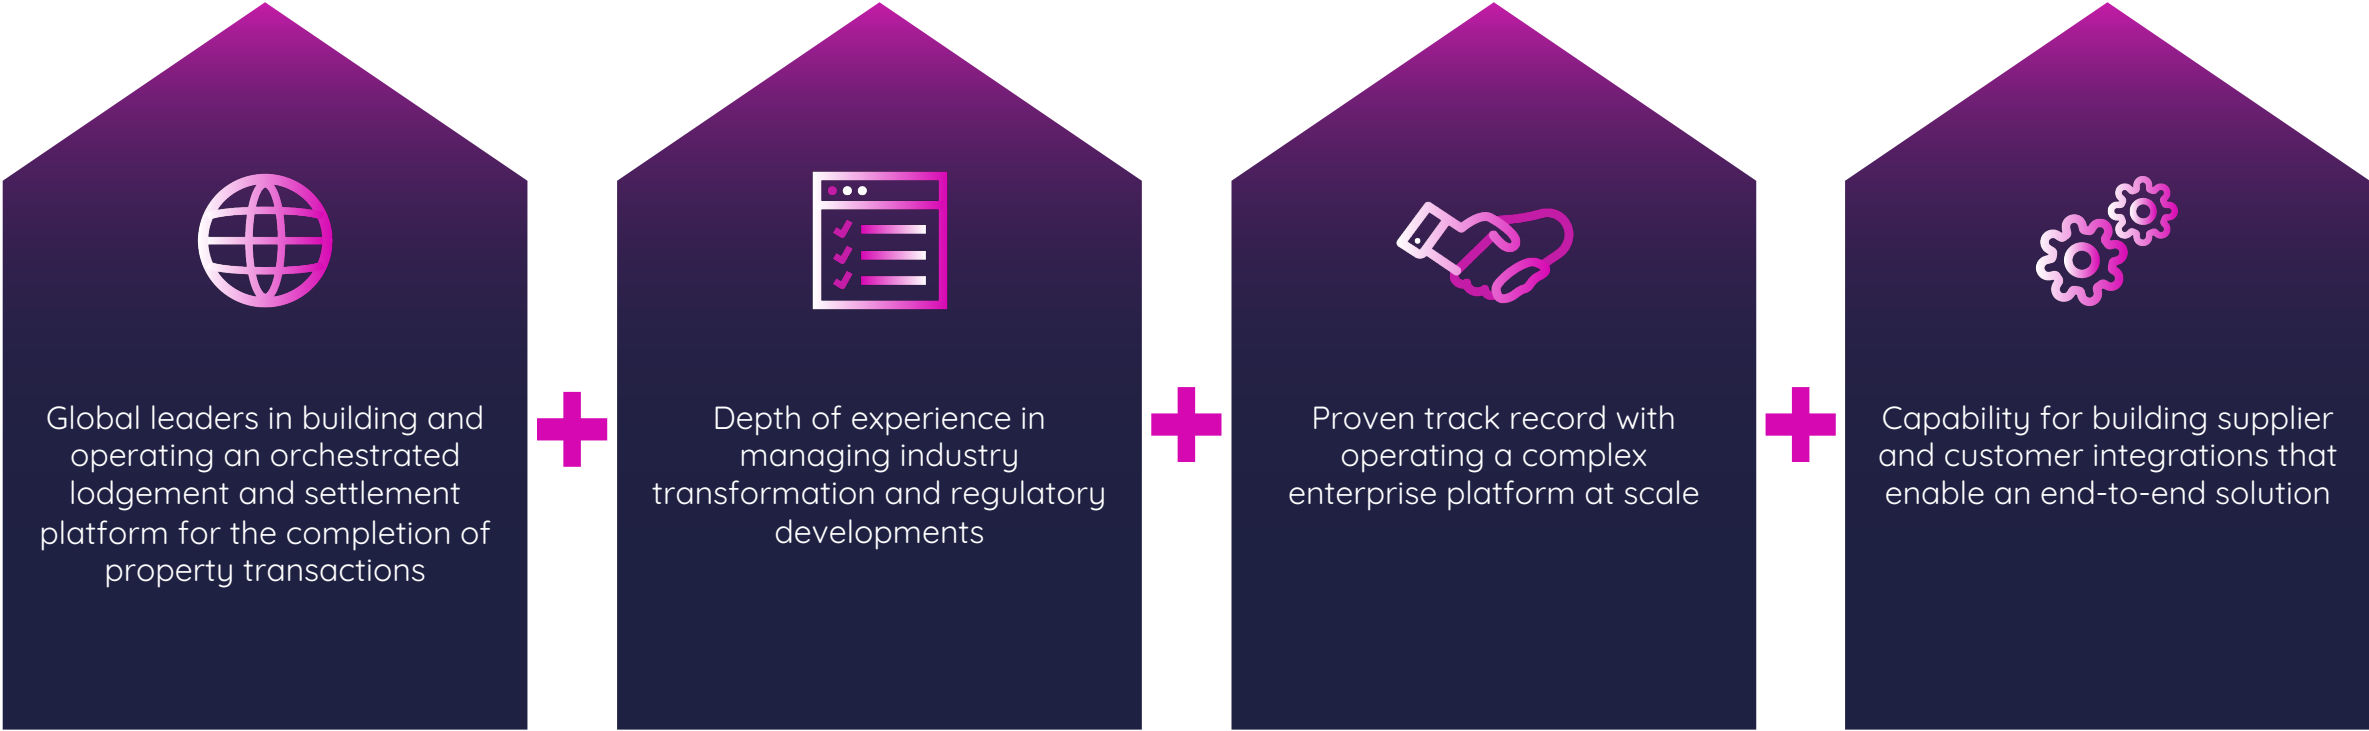 Global leaders in building and
operating an orchestrated
lodgement and settlement
platform for the completion of
property transactions
Depth of experience in
managing industry
transformation and regulatory
developments
Proven track record with
operating a complex
enterprise platform at scale
Capability for building supplier
and customer integrations that
enable an end-to-end solution